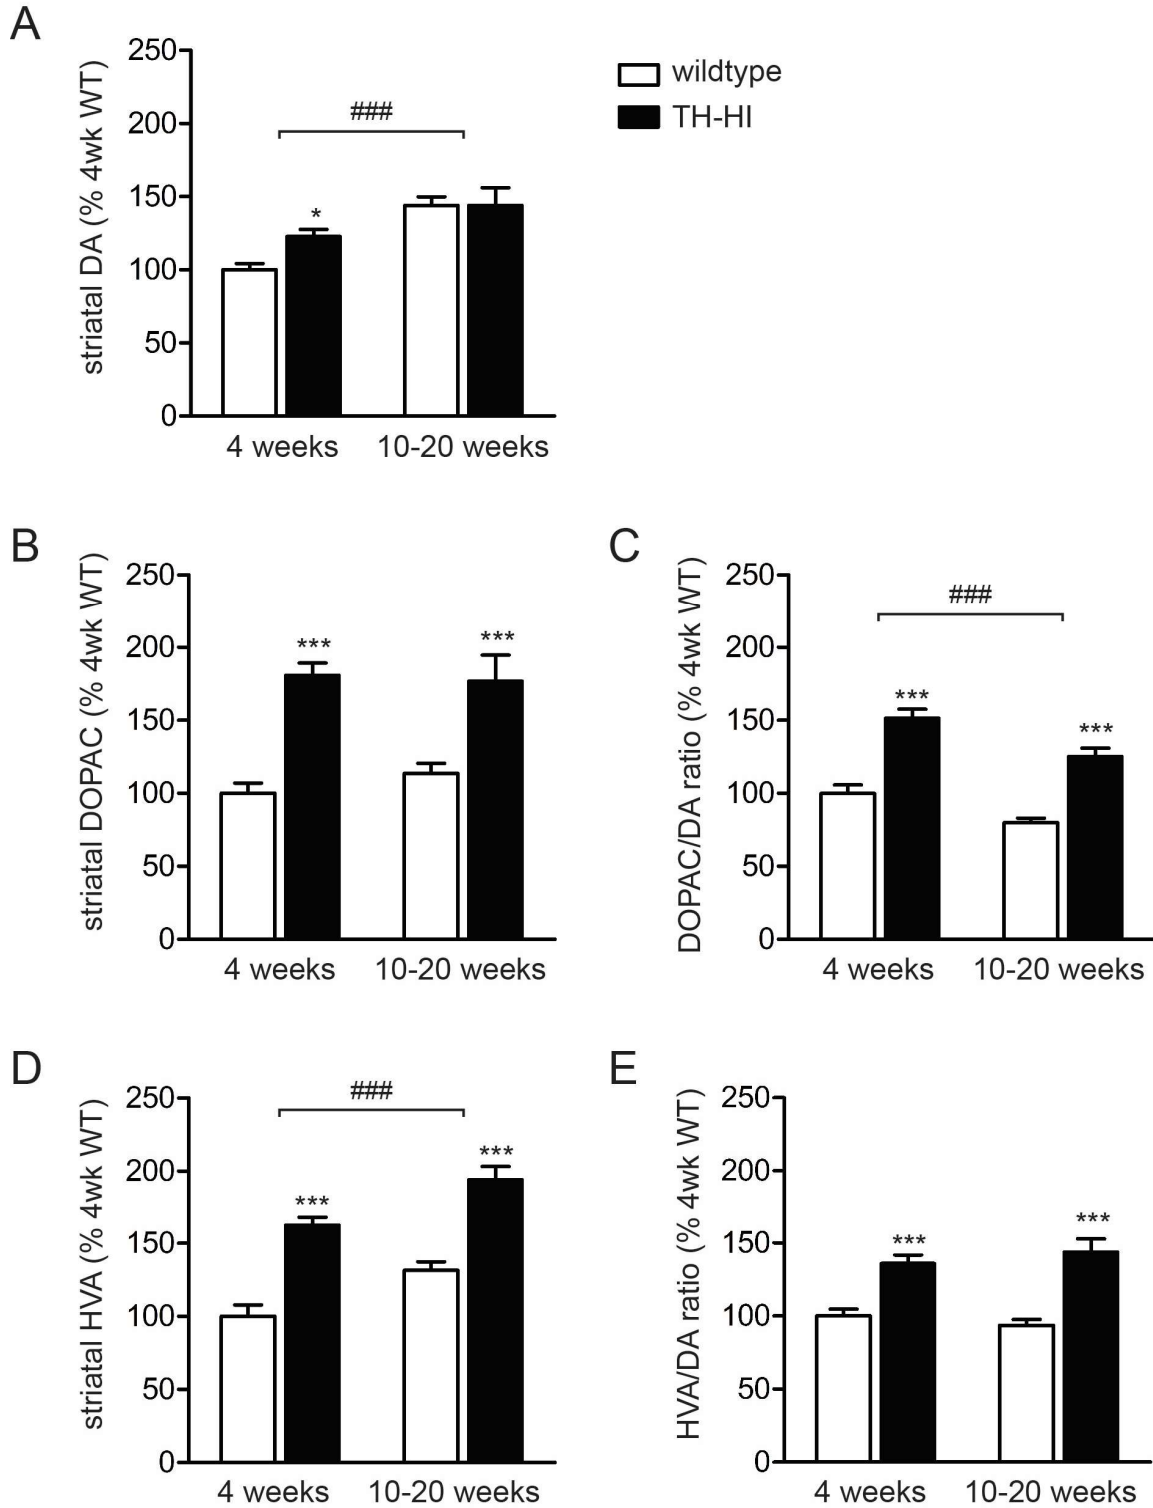 A
striatal DA (% 4wk WT)
250
200
150
100
50
0
###
*
4 weeks
10-20 weeks
wildtype
TH-HI
B
striatal DOPAC (% 4wk WT)
250
200
150
100
50
0
***
***
4 weeks
10-20 weeks
C
DOPAC/DA ratio (% 4wk WT)
250
200
150
100
50
0
###
***
***
4 weeks
10-20 weeks
D
striatal HVA (% 4wk WT)
250
200
150
100
50
0
###
***
***
4 weeks
10-20 weeks
E
HVA/DA ratio (% 4wk WT)
250
200
150
100
50
0
***
***
4 weeks
10-20 weeks